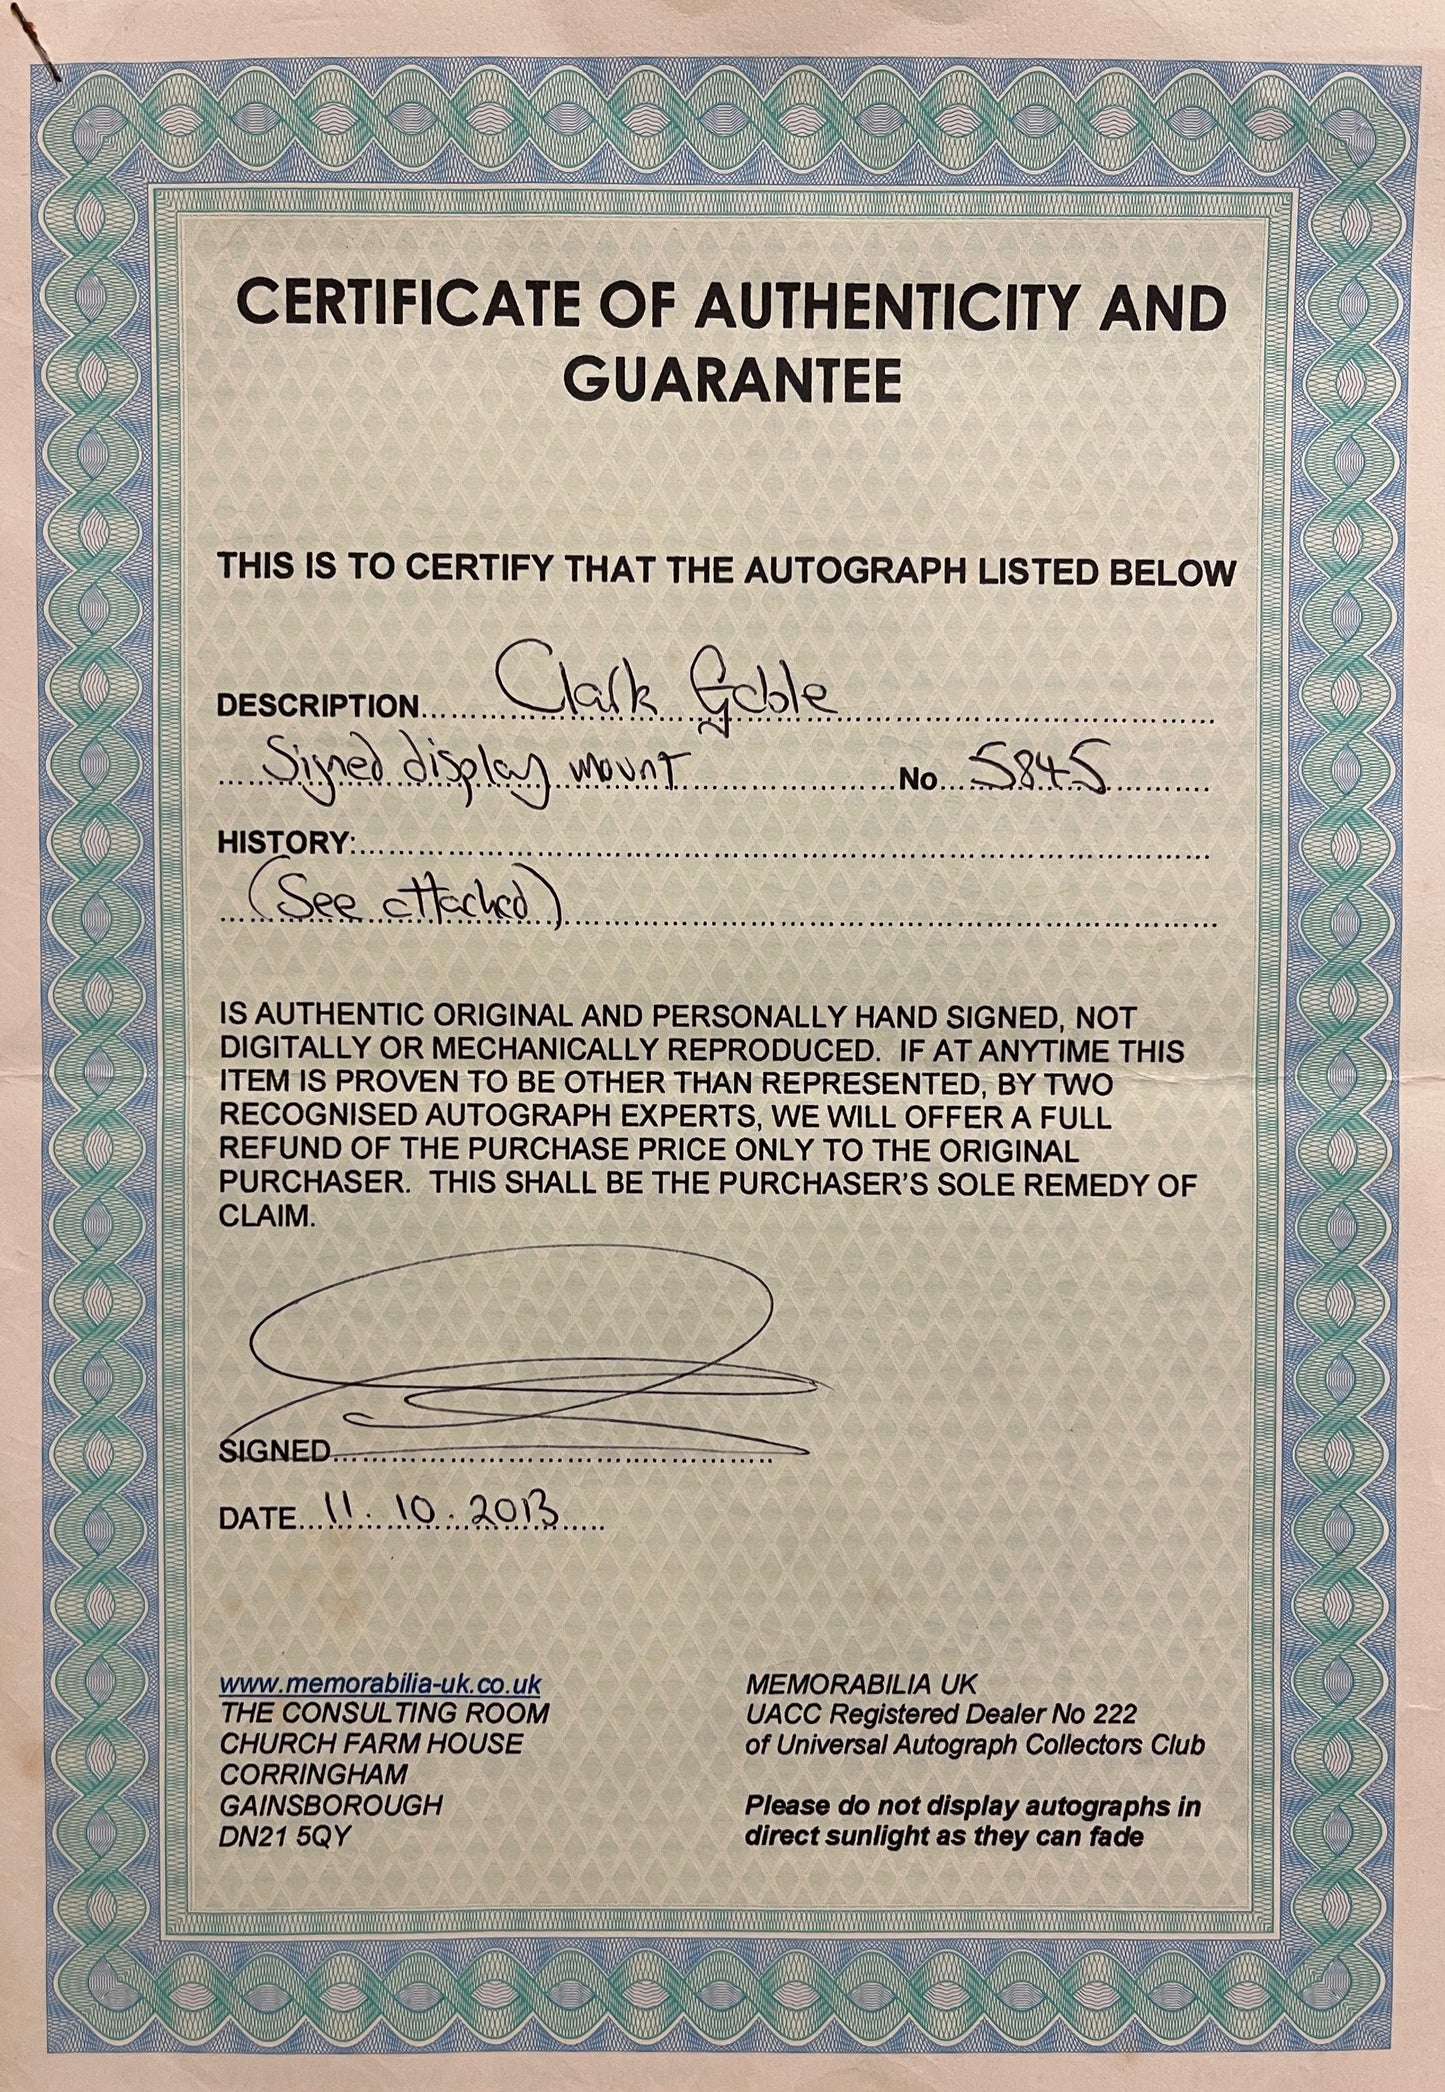 CERTIFICATE OF AUTHENTICITY AND
GUARANTEE
THIS IS TO CERTIFY THAT THE AUTOGRAPH LISTED BELOW
DESCRIPTION Clark Gable
Signed display mount No 5845
HISTORY:
(See attached)
IS AUTHENTIC ORIGINAL AND PERSONALLY HAND SIGNED, NOT
DIGITALLY OR MECHANICALLY REPRODUCED. IF AT ANYTIME THIS
ITEM IS PROVEN TO BE OTHER THAN REPRESENTED, BY TWO
RECOGNISED AUTOGRAPH EXPERTS, WE WILL OFFER A FULL
REFUND OF THE PURCHASE PRICE ONLY TO THE ORIGINAL
PURCHASER. THIS SHALL BE THE PURCHASER'S SOLE REMEDY OF
CLAIM.
SIGNED
DATE 11.10.2013
www.memorabilia-uk.co.uk
THE CONSULTING ROOM
CHURCH FARM HOUSE
CORRINGHAM
GAINSBOROUGH
DN21 5QY
MEMORABILIA UK
UACC Registered Dealer No 222
of Universal Autograph Collectors Club
Please do not display autographs in
direct sunlight as they can fade